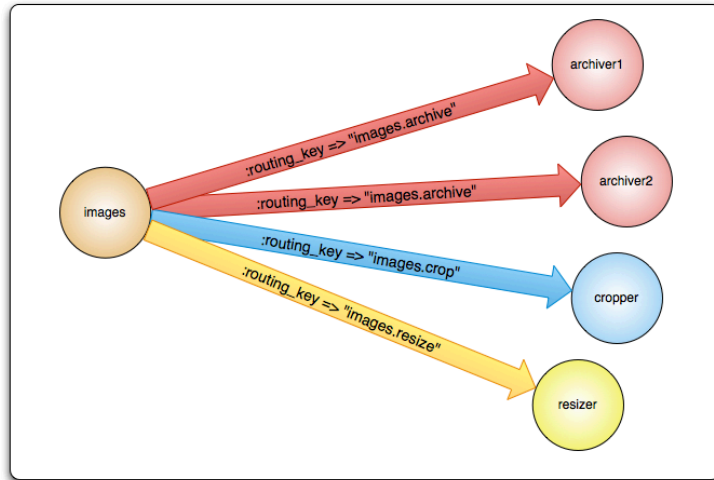 archiver1
:routing_key => "images.archive"
archiver2
:routing_key => "images.archive"
images
:routing_key => "images.crop"
cropper
:routing_key => "images.resize"
resizer